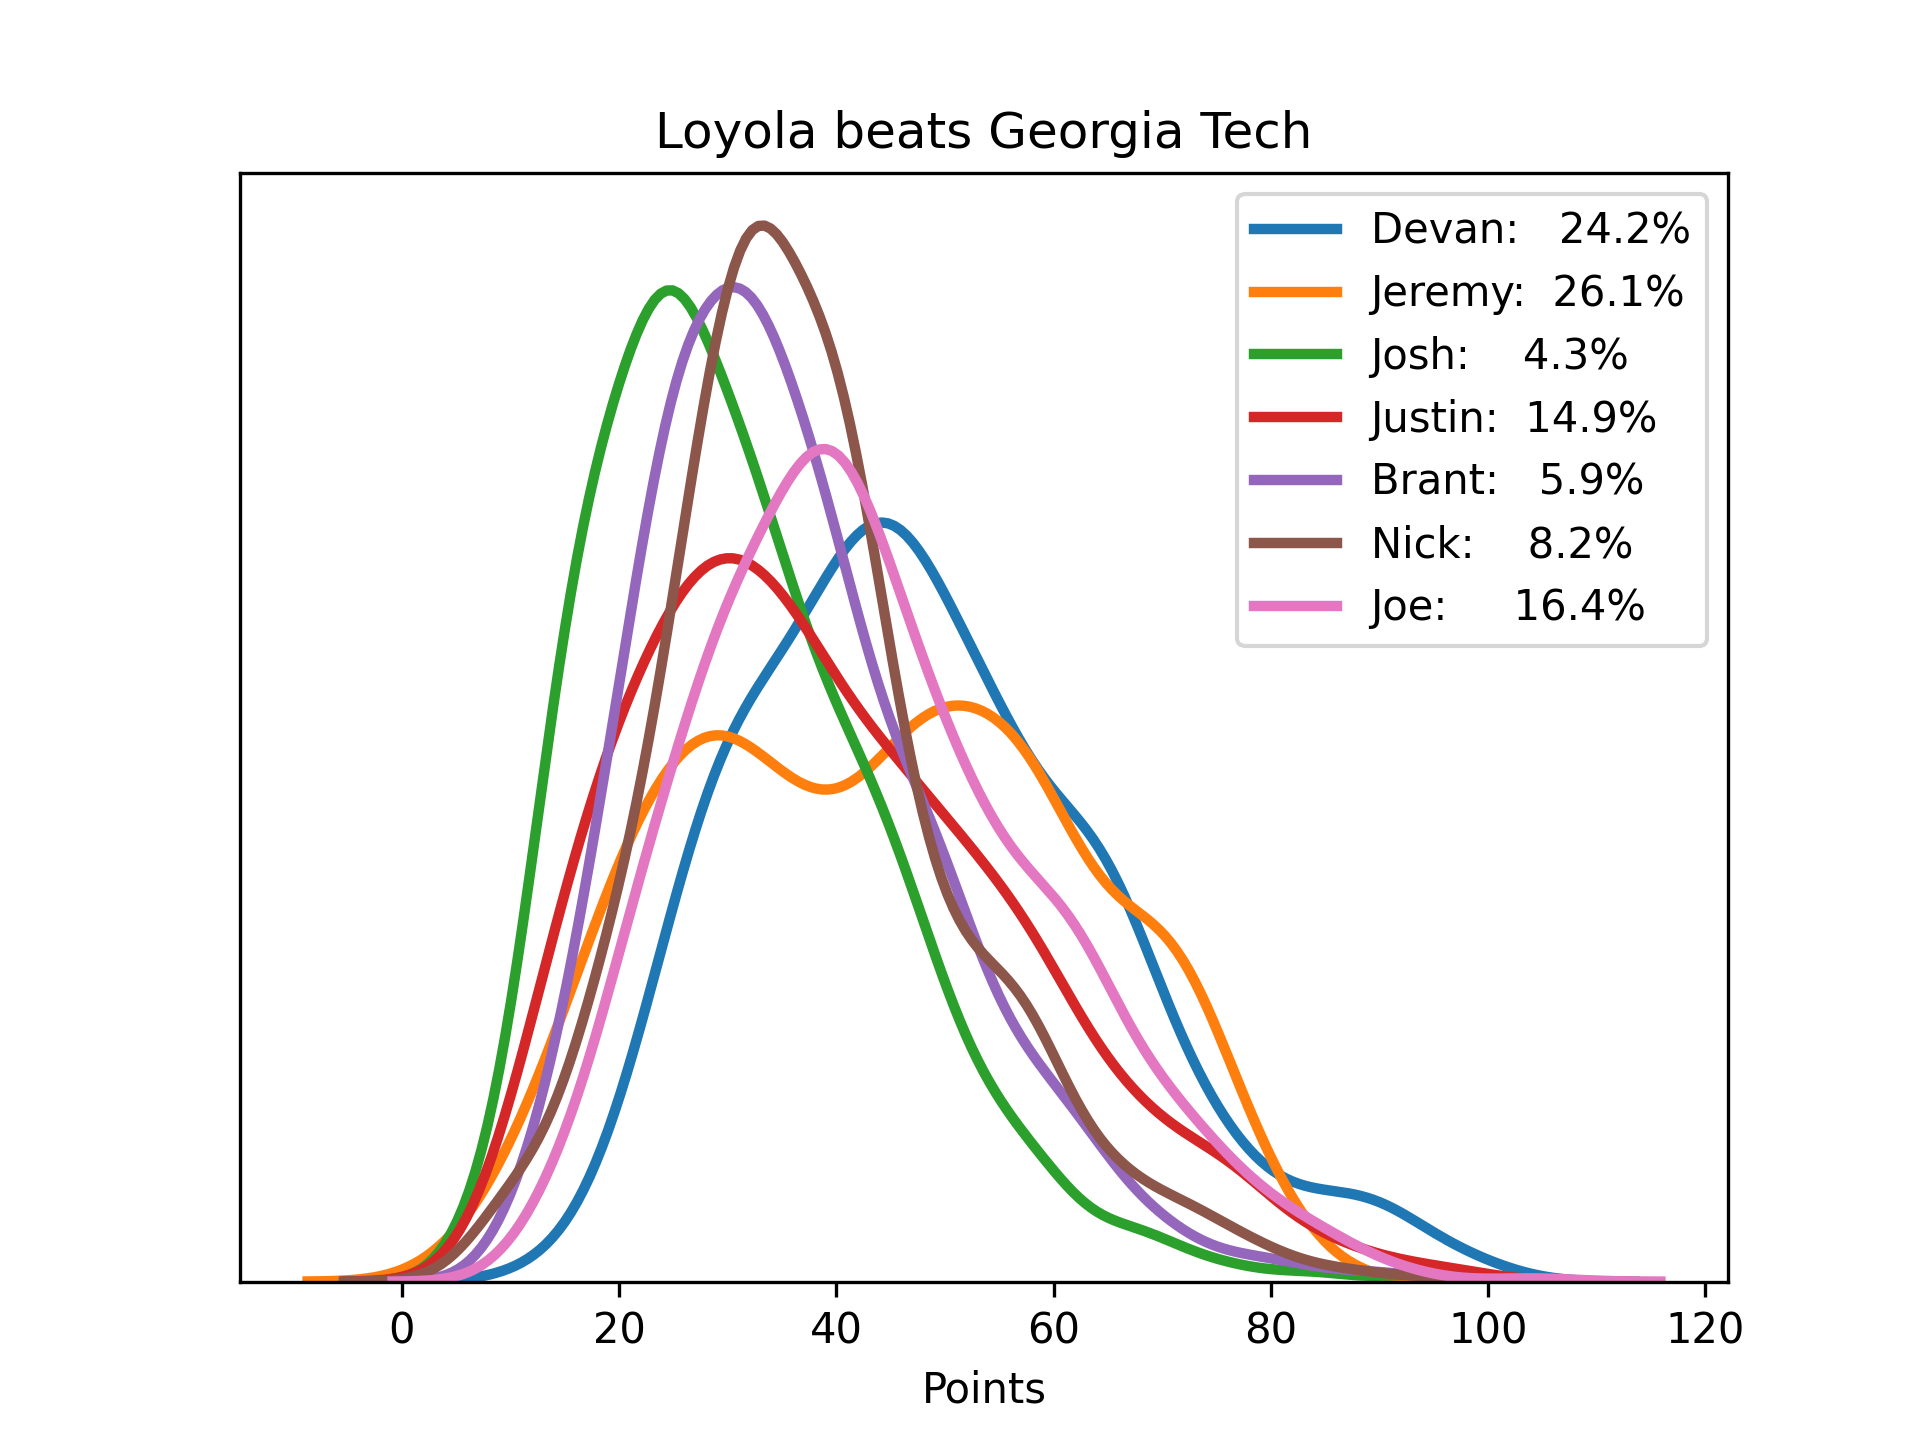 Loyola beats Georgia Tech
Devan: 24.2%
Jeremy: 26.1%
Josh: 4.3%
Justin: 14.9%
Brant: 5.9%
Nick: 8.2%
Joe: 16.4%
0 20 40 60 80 100 120
Points